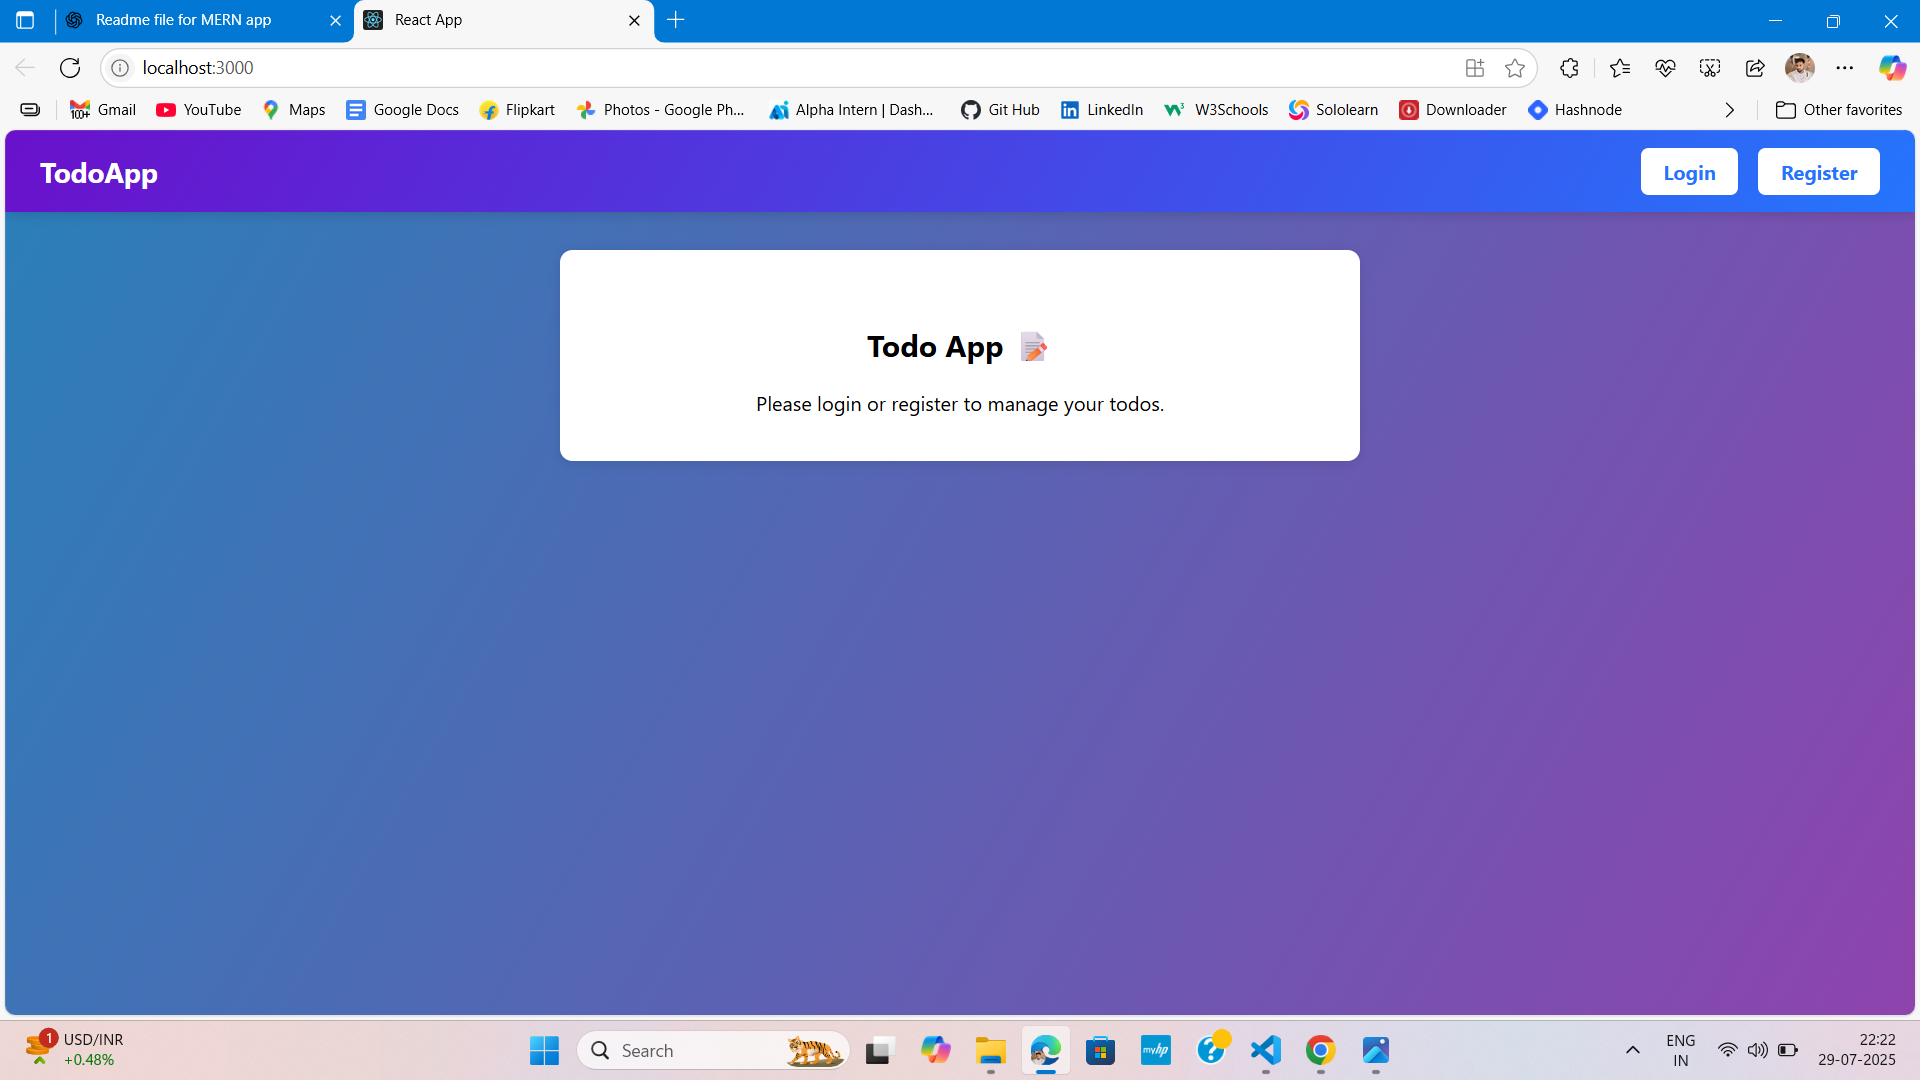 Readme file for MERN app
React App
localhost:3000
100+ Gmail YouTube Maps Google Docs Flipkart Photos - Google Ph... Alpha Intern | Dash... Git Hub LinkedIn W3Schools Sololearn Downloader Hashnode Other favorites
TodoApp
Login Register
Todo App 📝
Please login or register to manage your todos.
1 USD/INR
+0.48%
Search
myhp
ENG
IN
22:22
29-07-2025